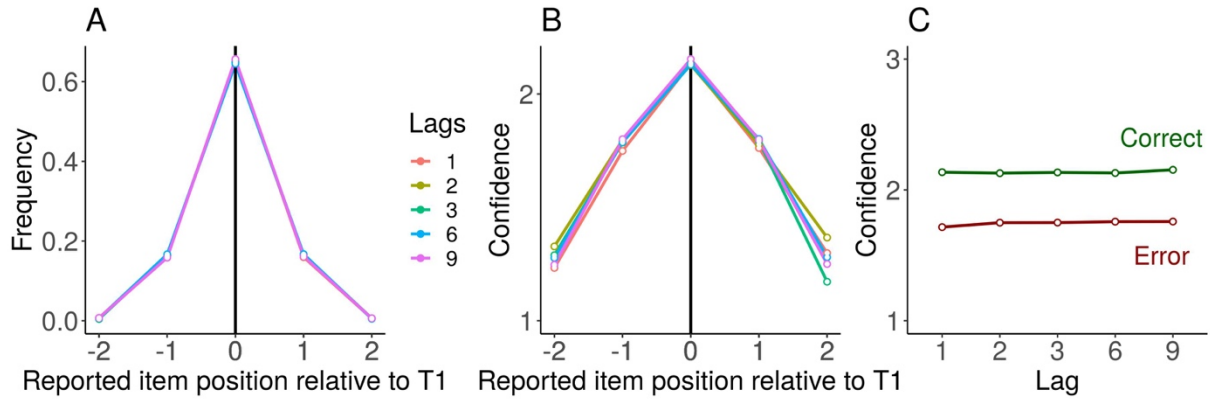 A
Frequency
0.6
0.4
0.2
0.0
-2 -1 0 1 2
Reported item position relative to T1
Lags
1
2
3
6
9
B
Confidence
2
1
-2 -1 0 1 2
Reported item position relative to T1
C
Confidence
3
2
1
Correct
Error
1 2 3 6 9
Lag